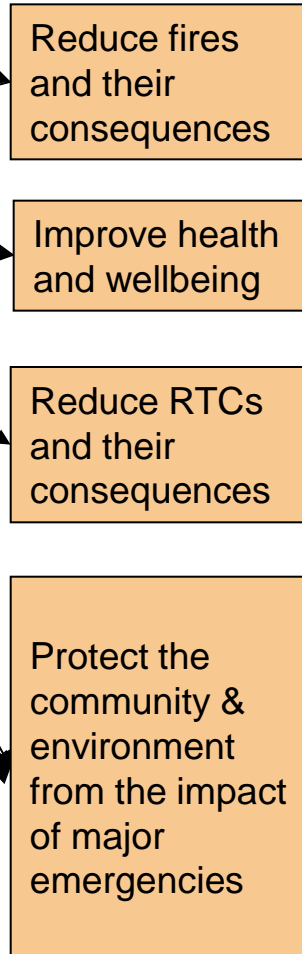 Reduce fires
and their
consequences
Improve health
and wellbeing
Reduce RTCs
and their
consequences
Protect the
community &
environment
from the impact
of major
emergencies